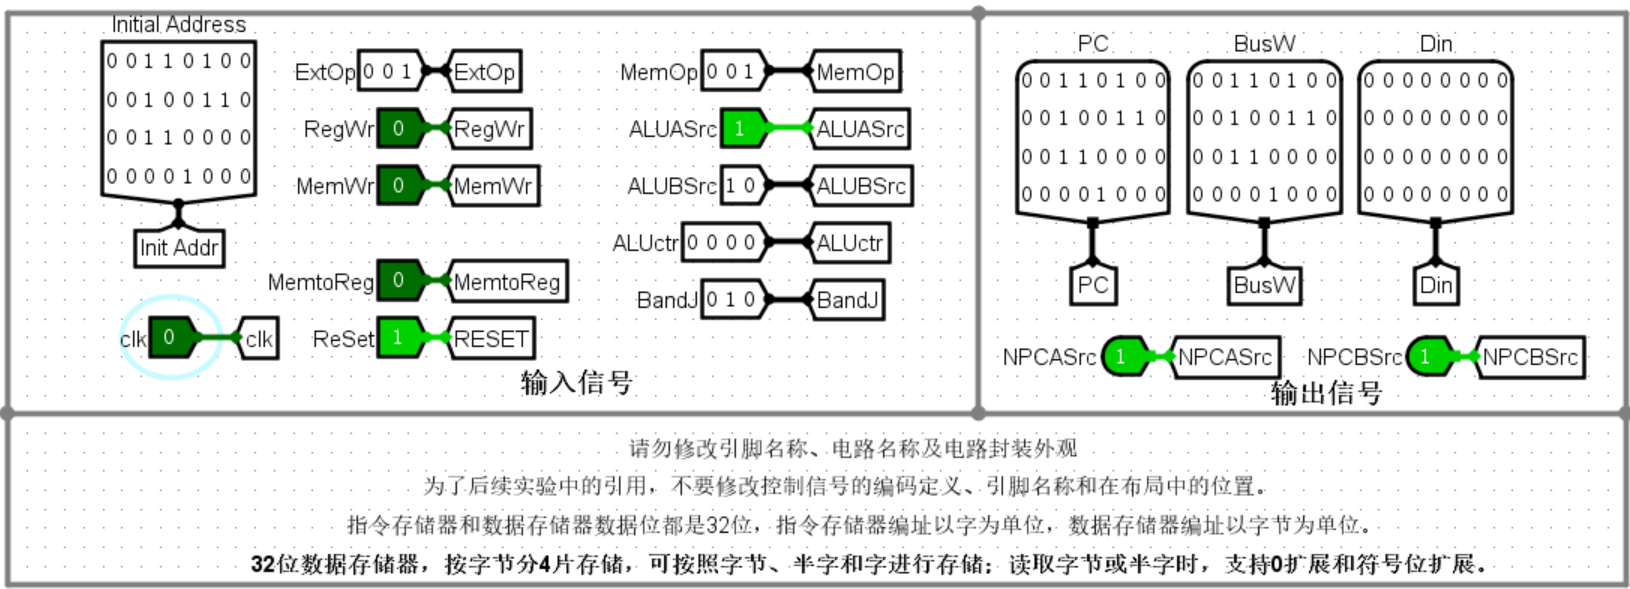 Initial Address
0 0 1 1 0 1 0 0
0 0 1 0 0 1 1 0
0 0 1 1 0 0 0 0
0 0 0 0 1 0 0 0
Init Addr
clk 0 clk
ExtOp 0 0 1 ExtOp
RegWr 0 RegWr
MemWr 0 MemWr
MemtoReg 0 MemtoReg
ReSet 1 RESET
MemOp 0 0 1 MemOp
ALUASrc 1 ALUASrc
ALUBSrc 1 0 ALUBSrc
ALUctr 0 0 0 0 ALUctr
BandJ 0 1 0 BandJ
输入信号
PC
0 0 1 1 0 1 0 0
0 0 1 0 0 1 1 0
0 0 1 1 0 0 0 0
0 0 0 0 1 0 0 0
PC
BusW
0 0 1 1 0 1 0 0
0 0 1 0 0 1 1 0
0 0 1 1 0 0 0 0
0 0 0 0 1 0 0 0
BusW
Din
0 0 0 0 0 0 0 0
0 0 0 0 0 0 0 0
0 0 0 0 0 0 0 0
0 0 0 0 0 0 0 0
Din
NPCASrc 1 NPCASrc
NPCBSrc 1 NPCBSrc
输出信号
请勿修改引脚名称、电路名称及电路封装外观
为了后续实验中的引用，不要修改控制信号的编码定义、引脚名称和在布局中的位置。
指令存储器和数据存储器数据位都是32位，指令存储器编址以字为单位，数据存储器编址以字节为单位。
32位数据存储器，按字节分4片存储，可按照字节、半字和字进行存储；读取字节或半字时，支持0扩展和符号位扩展。